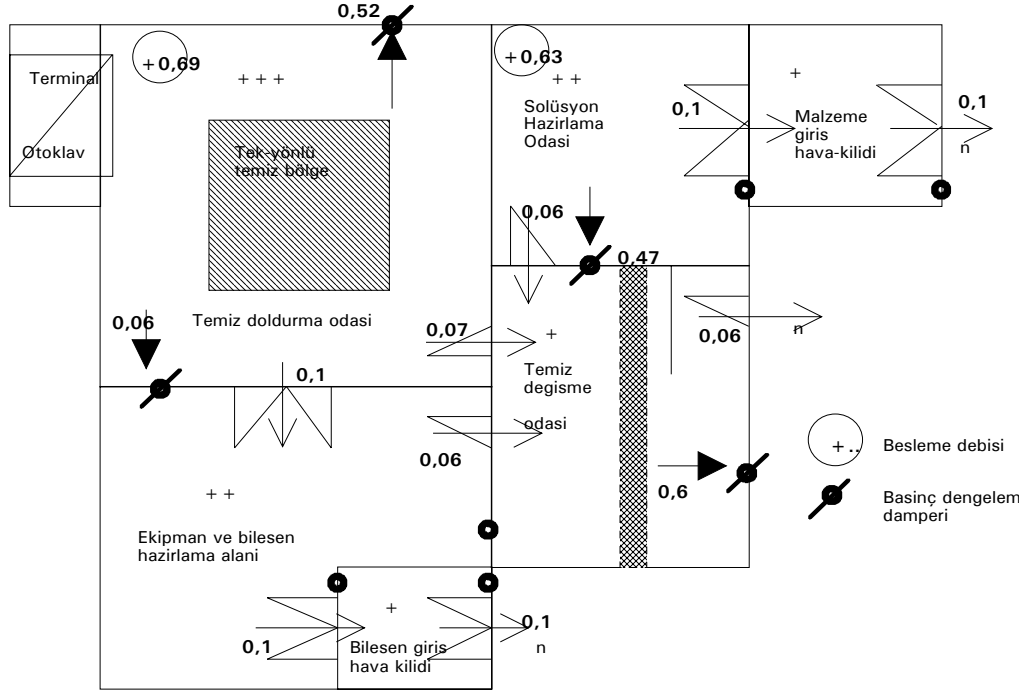 0,52
+0,69
+ + +
Terminal
Otoklav
Tek-yönlü
temiz bölge
Temiz doldurma odasi
+0,63
+ +
Solüsyon
Hazirlama
Odasi
0,1
+
Malzeme
giris
hava-kilidi
0,1
n
0,06
0,47
0,06
n
0,06
0,1
0,07
+
Temiz
degisme
odasi
0,06
0,6
+ +
Ekipman ve bilesen
hazirlama alani
+
0,1
Bilesen giris
hava kilidi
0,1
n
+..
Besleme debisi
Basinç dengelem
damperi